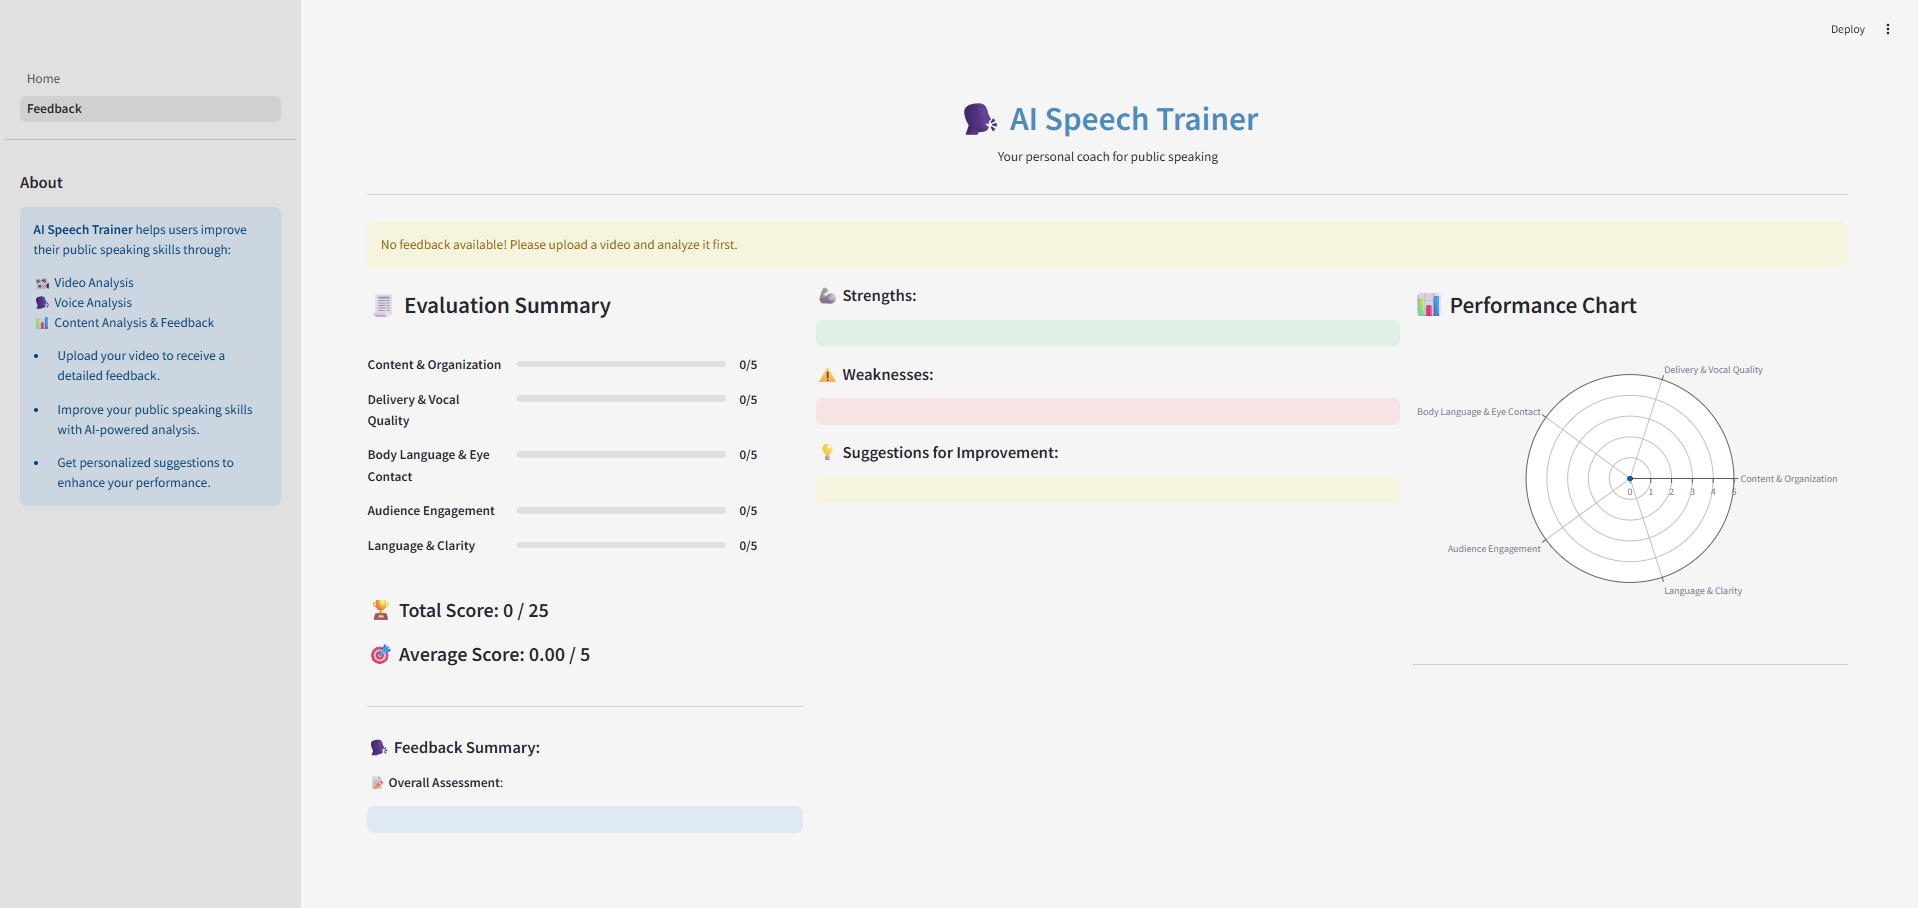 Deploy
Home
Feedback
About
AI Speech Trainer helps users improve
their public speaking skills through:
Video Analysis
Voice Analysis
Content Analysis & Feedback
• Upload your video to receive a
detailed feedback.
• Improve your public speaking skills
with AI-powered analysis.
• Get personalized suggestions to
enhance your performance.
AI Speech Trainer
Your personal coach for public speaking
No feedback available! Please upload a video and analyze it first.
Evaluation Summary
Content & Organization 0/5
Delivery & Vocal
Quality 0/5
Body Language & Eye
Contact 0/5
Audience Engagement 0/5
Language & Clarity 0/5
Total Score: 0 / 25
Average Score: 0.00 / 5
Feedback Summary:
Overall Assessment:
Strengths:
Weaknesses:
Suggestions for Improvement:
Performance Chart
Delivery & Vocal Quality
Body Language & Eye Contact
Content & Organization
0 1 2 3 4 5
Audience Engagement
Language & Clarity